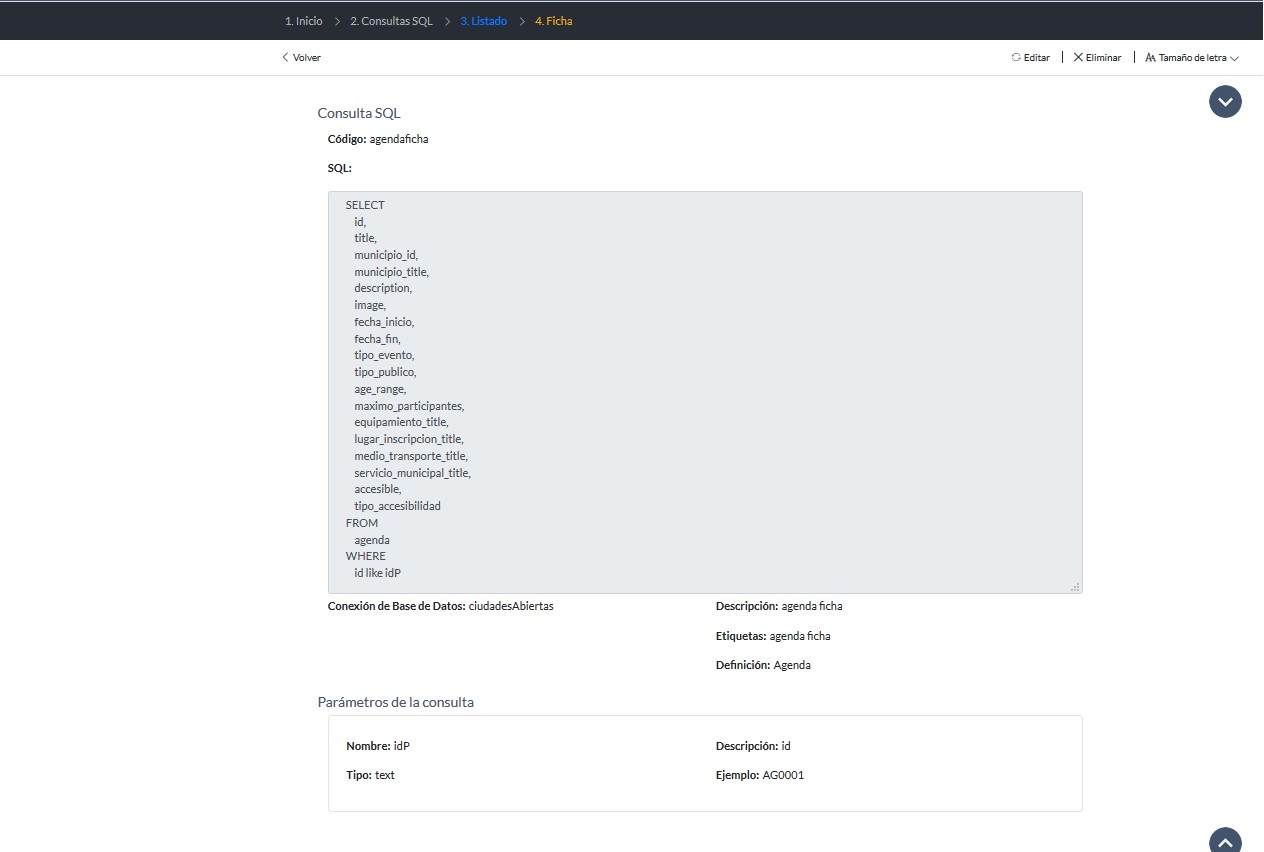 1. Inicio > 2. Consultas SQL > 3. Listado > 4. Ficha
Volver
Editar | Eliminar | AA Tamaño de letra
Consulta SQL
Código: agendaficha
SQL:
SELECT
id,
title,
municipio_id,
municipio_title,
description,
image,
fecha_inicio,
fecha_fin,
tipo_evento,
tipo_publico,
age_range,
maximo_participantes,
equipamiento_title,
lugar_inscripcion_title,
medio_transporte_title,
servicio_municipal_title,
accesible,
tipo_accesibilidad
FROM
agenda
WHERE
id like idP
Conexión de Base de Datos: ciudadesAbiertas
Descripción: agenda ficha
Etiquetas: agenda ficha
Definición: Agenda
Parámetros de la consulta
Nombre: idP
Descripción: id
Tipo: text
Ejemplo: AG0001